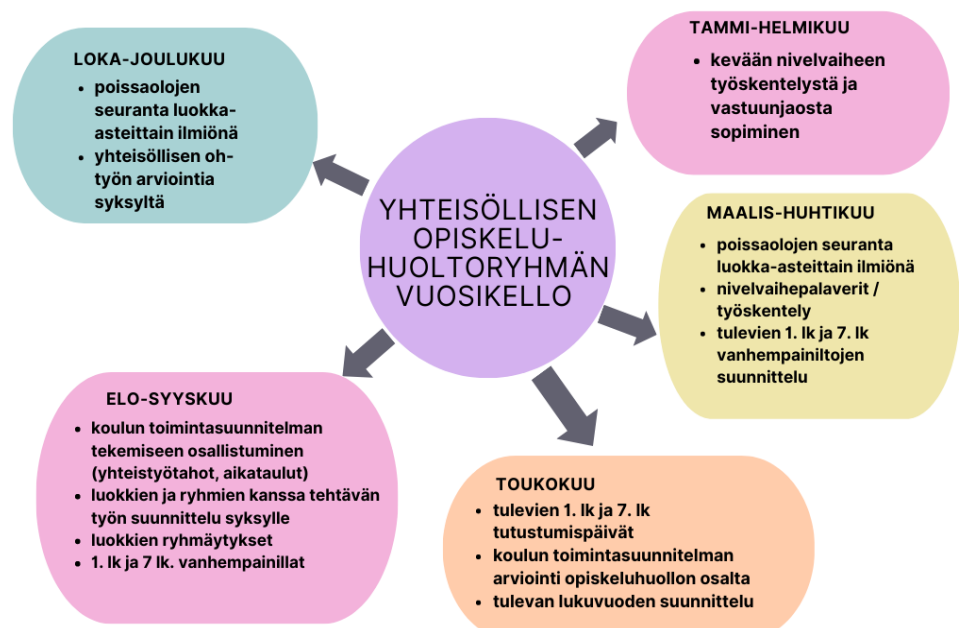 YHTEISÖLLISEN
OPISKELU-
HUOLTORYHMÄN
VUOSIKELLO
TAMMI-HELMIKUU
• kevään nivelvaiheen
työskentelystä ja
vastuunjaosta
sopiminen
MAALIS-HUHTIKUU
• poissaolojen seuranta
luokka-asteittain ilmiönä
• nivelvaihepalaverit /
työskentely
• tulevien 1. lk ja 7. lk
vanhempainiltojen
suunnittelu
TOUKOKUU
• tulevien 1. lk ja 7. lk
tutustumispäivät
• koulun toimintasuunnitelman
arviointi opiskeluhuollon osalta
• tulevan lukuvuoden suunnittelu
ELO-SYYSKUU
• koulun toimintasuunnitelman
tekemiseen osallistuminen
(yhteistyötahot, aikataulut)
• luokkien ja ryhmien kanssa tehtävän
työn suunnittelu syksylle
• luokkien ryhmäytykset
• 1. lk ja 7 lk. vanhempainillat
LOKA-JOULUKUU
• poissaolojen
seuranta luokka-
asteittain ilmiönä
• yhteisöllisen oh-
työn arviointia
syksyltä